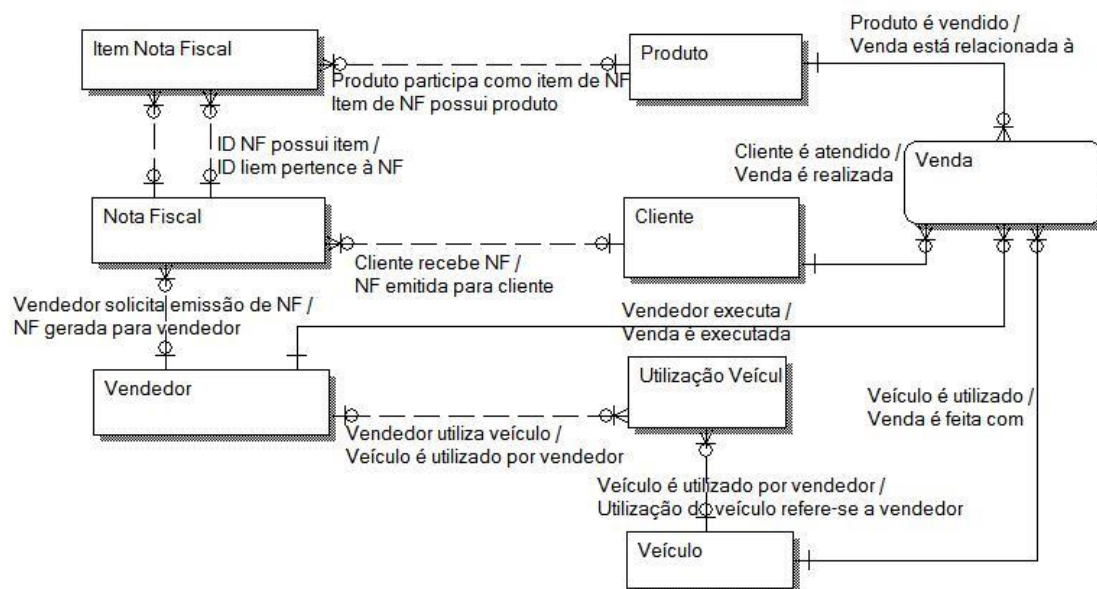 Item Nota Fiscal
Produto
Produto é vendido /
Venda está relacionada à
Produto participa como item de NF
Item de NF possui produto
ID NF possui item /
ID liem pertence à NF
Cliente é atendido /
Venda é realizada
Venda
Nota Fiscal
Cliente
Cliente recebe NF /
NF emitida para cliente
Vendedor solicita emissão de NF /
NF gerada para vendedor
Vendedor executa /
Venda é executada
Vendedor
Utilização Veícul
Veículo é utilizado /
Venda é feita com
Vendedor utiliza veículo /
Veículo é utilizado por vendedor
Veículo é utilizado por vendedor /
Utilização do veículo refere-se a vendedor
Veículo